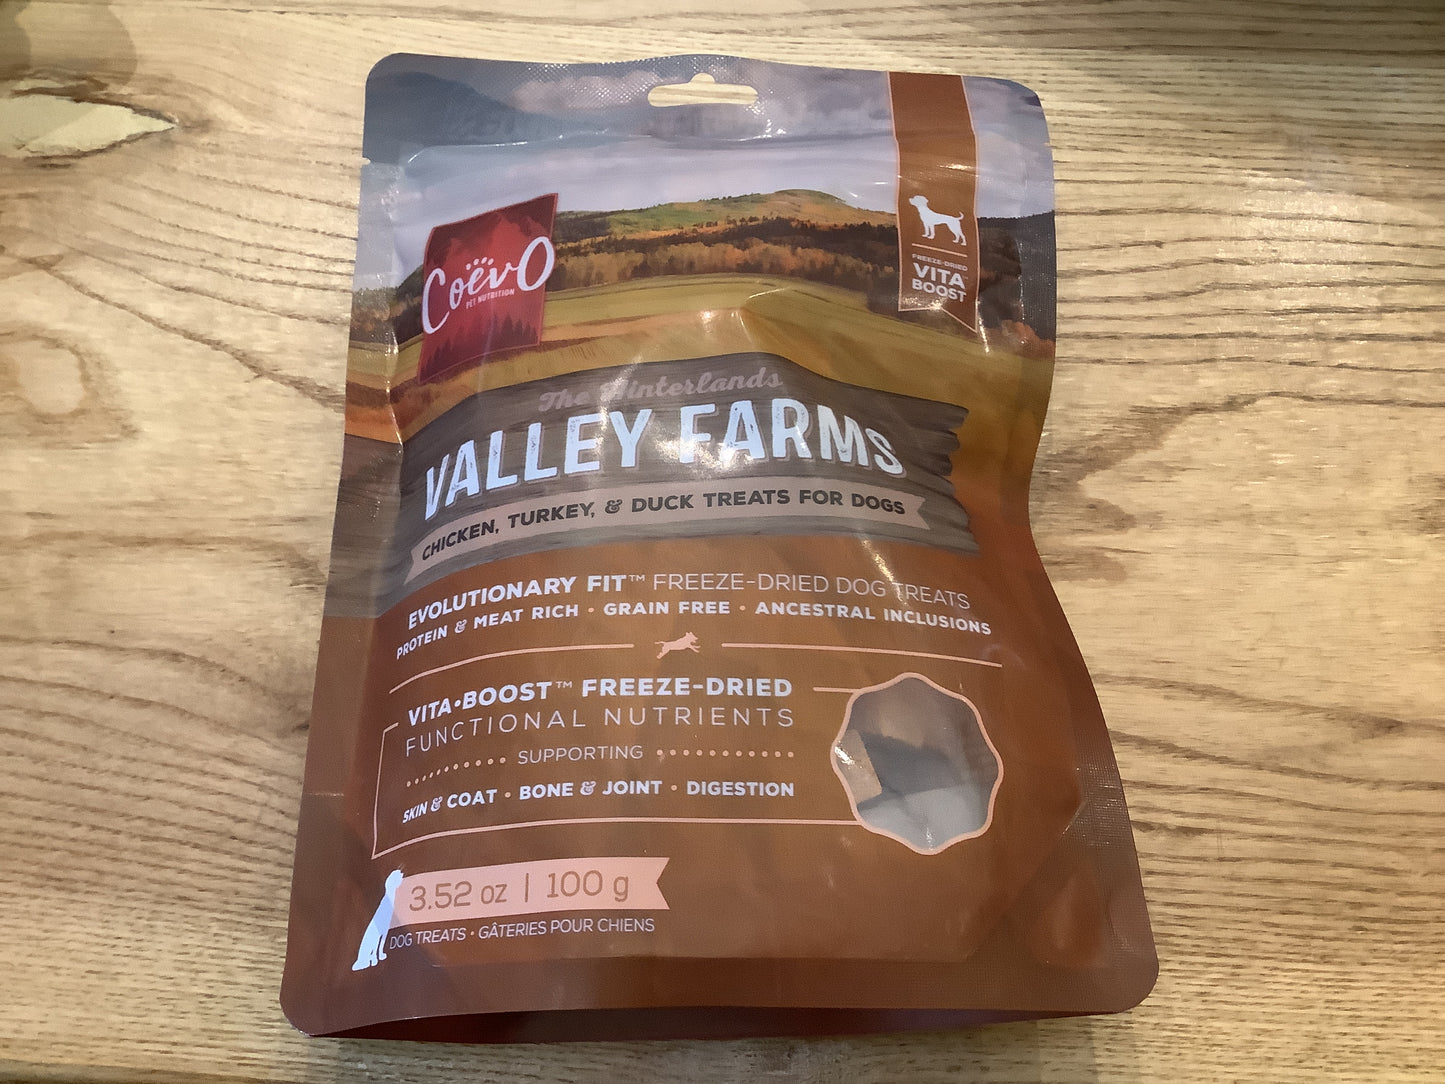 Coëvo
PET NUTRITION
FREEZE-DRIED
VITA™
BOOST
The Hinterlands
VALLEY FARMS
CHICKEN, TURKEY, & DUCK TREATS FOR DOGS
EVOLUTIONARY FIT™ FREEZE-DRIED DOG TREATS
PROTEIN & MEAT RICH • GRAIN FREE • ANCESTRAL INCLUSIONS
VITA•BOOST™ FREEZE-DRIED
FUNCTIONAL NUTRIENTS
SUPPORTING
SKIN & COAT • BONE & JOINT • DIGESTION
3.52 oz | 100 g
DOG TREATS • GÂTERIES POUR CHIENS